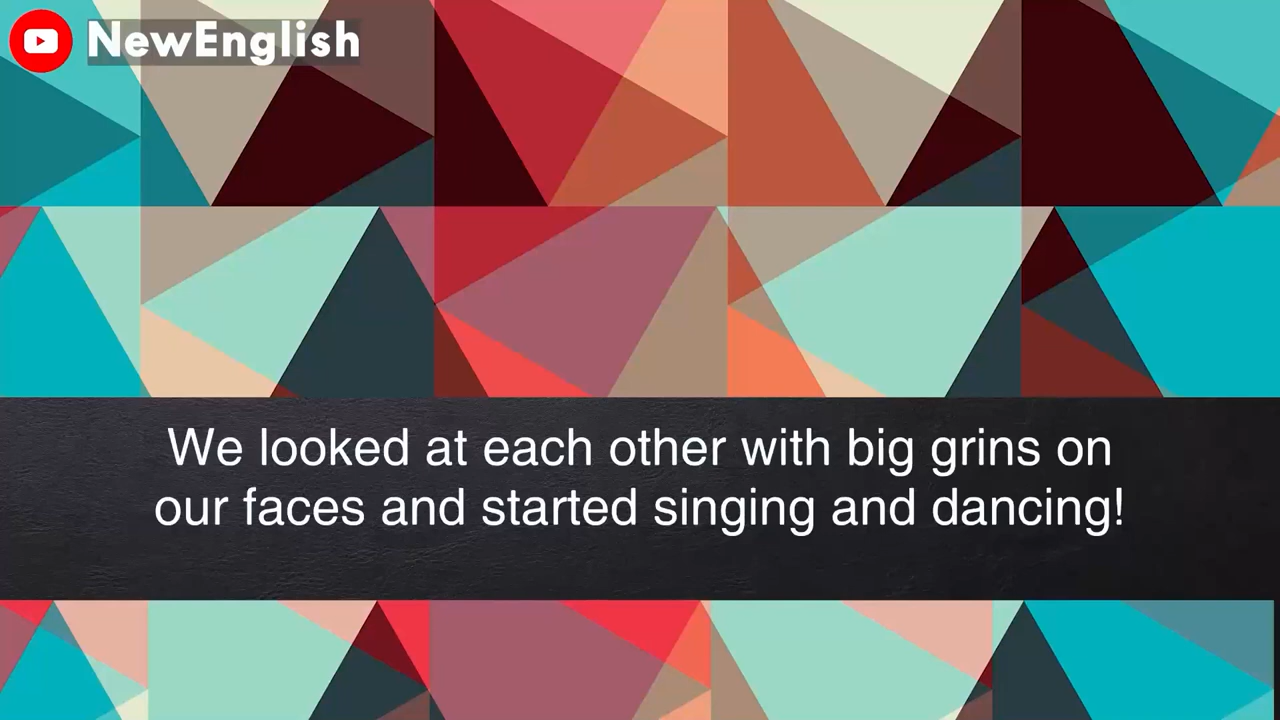 NewEnglish
We looked at each other with big grins on
our faces and started singing and dancing!